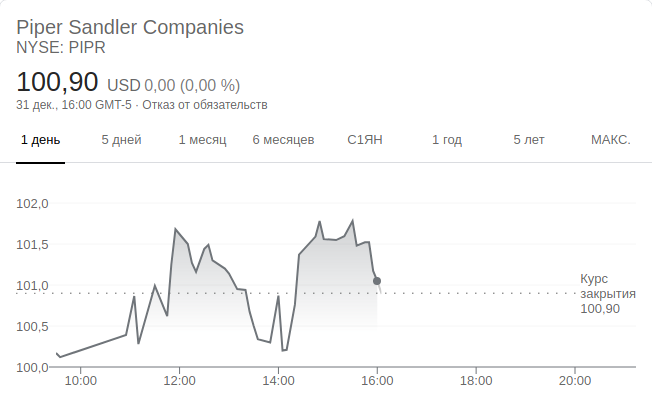 Piper Sandler Companies
NYSE: PIPR
100,90 USD 0,00 (0,00 %)
31 дек., 16:00 GMT-5 · Отказ от обязательств
1 день 5 дней 1 месяц 6 месяцев С1ЯН 1 год 5 лет МАКС.
102,0
101,5
101,0
100,5
100,0
Курс
закрытия
100,90
10:00 12:00 14:00 16:00 18:00 20:00